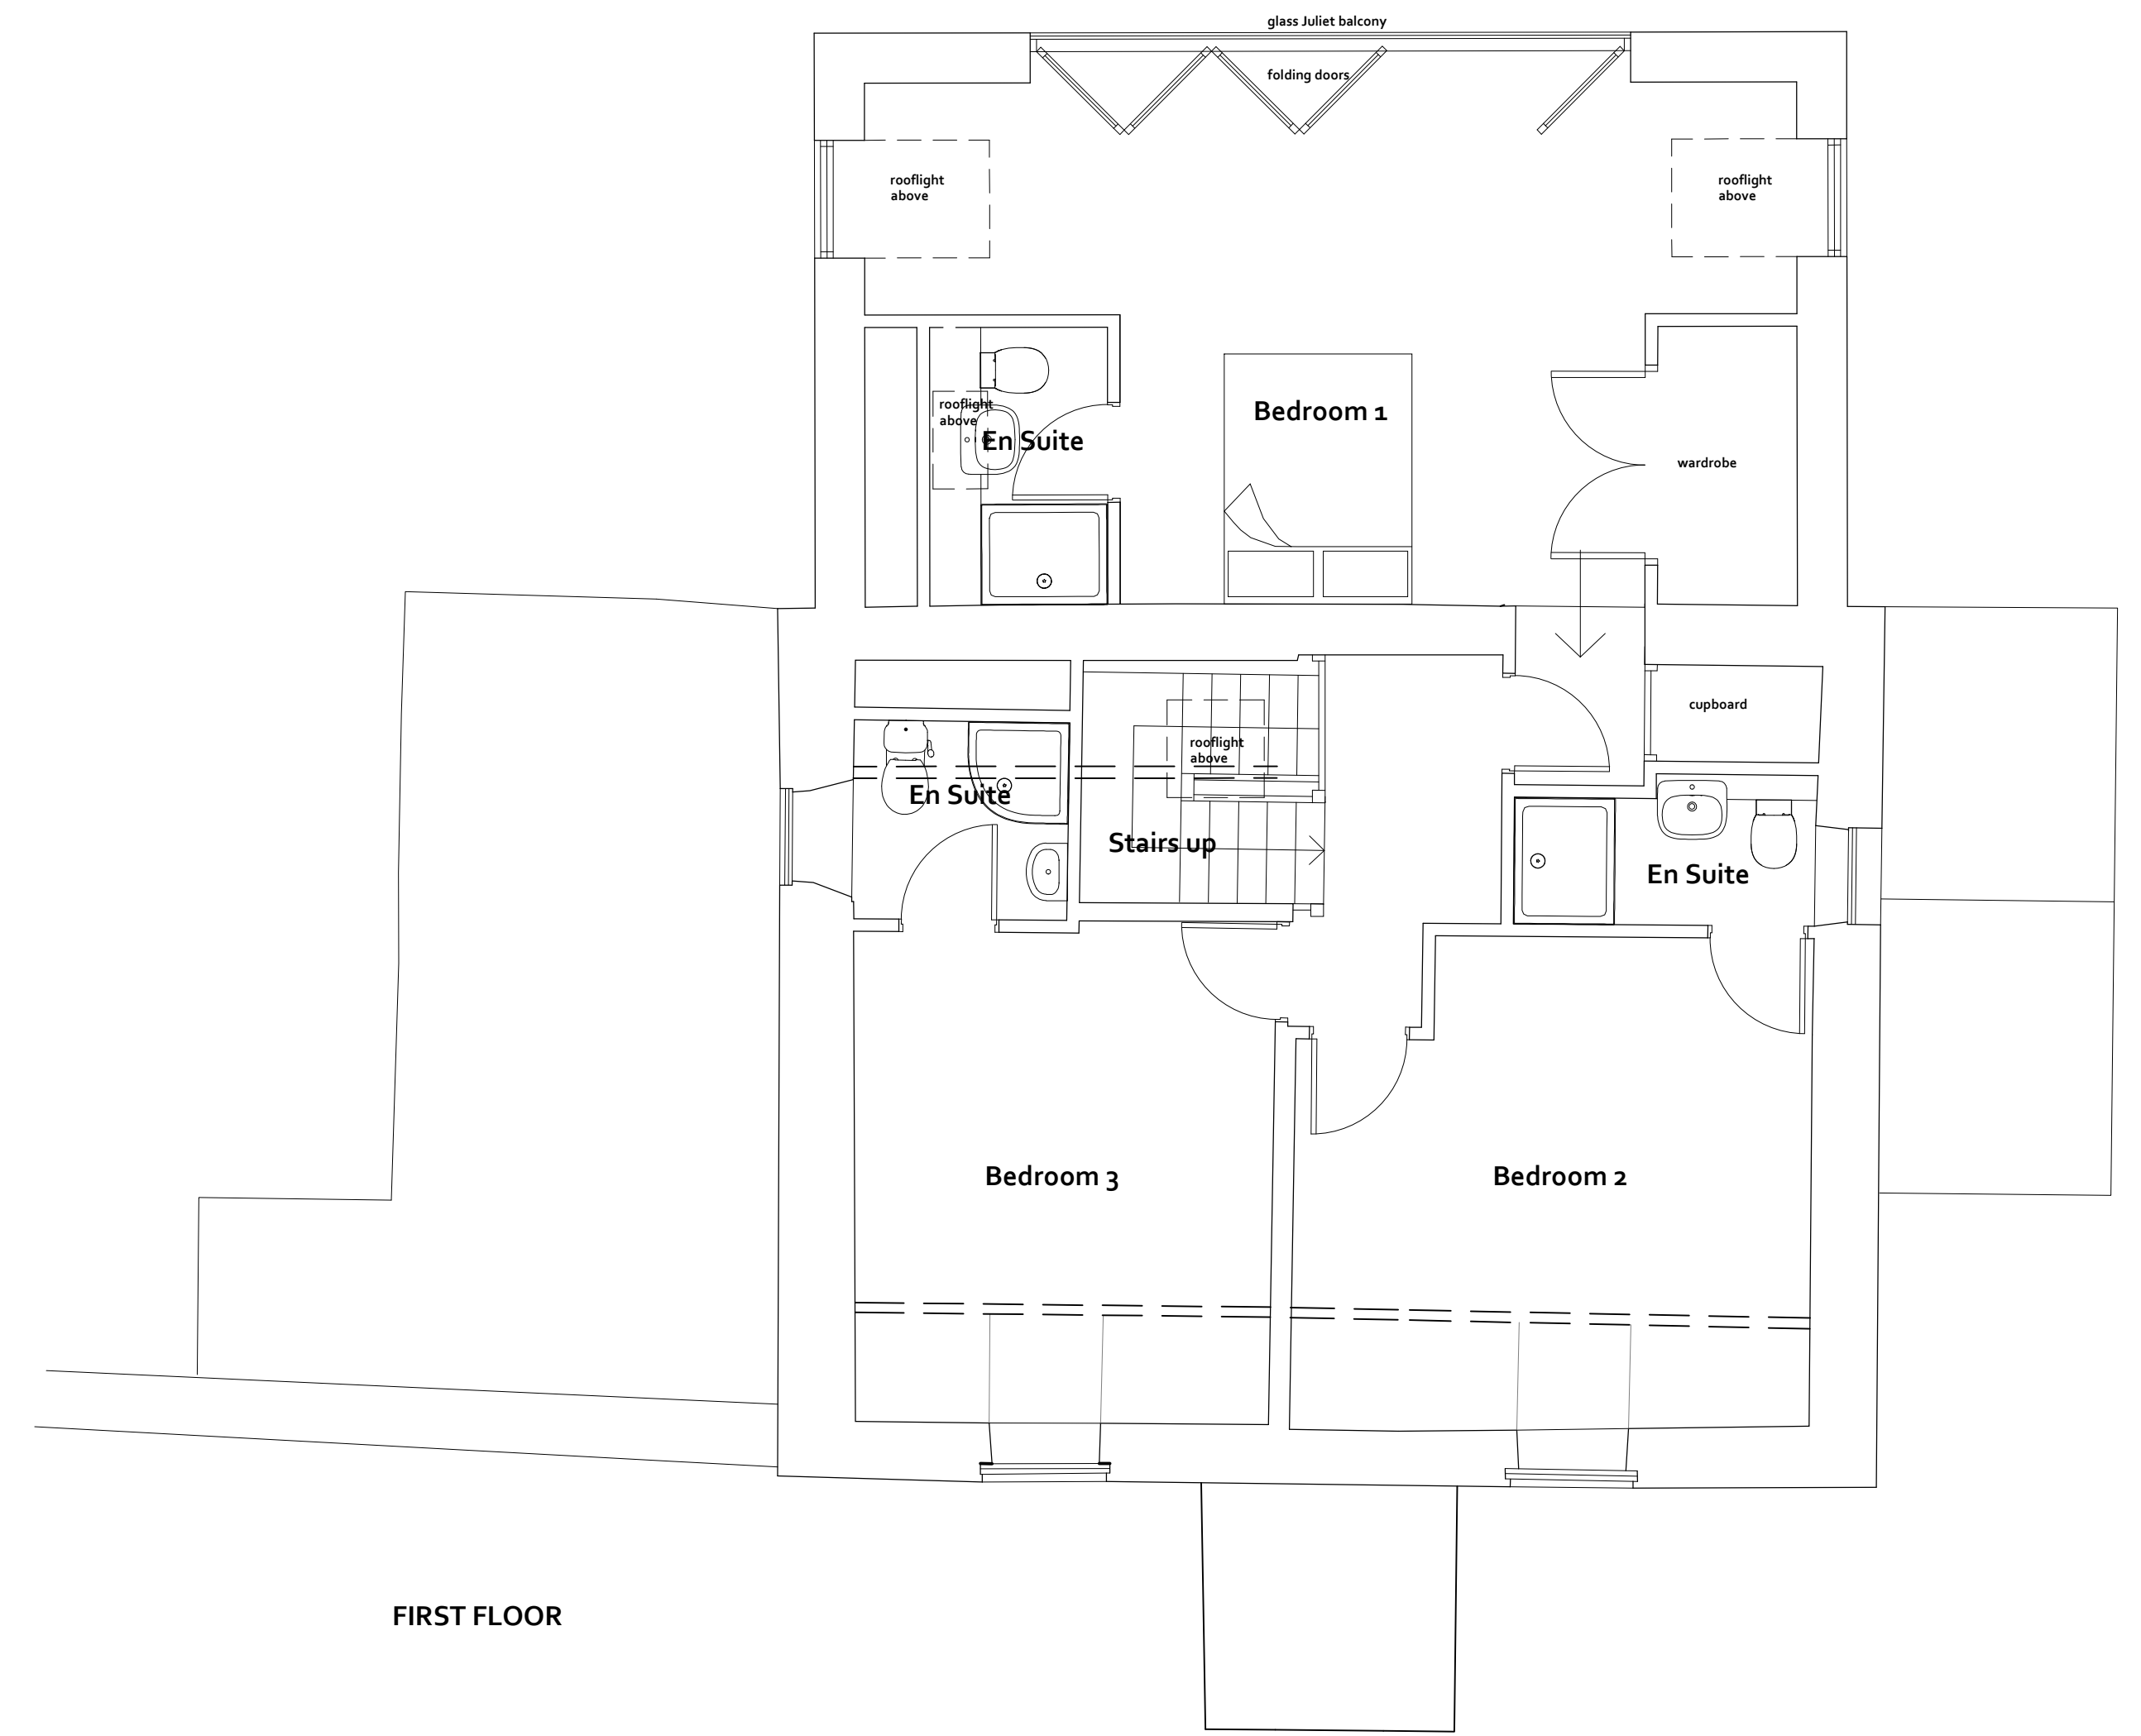 glass Juliet balcony
folding doors
rooflight
above
rooflight
above
rooflight
above
En Suite
Bedroom 1
wardrobe
cupboard
rooflight
above
En Suite
Stairs up
En Suite
Bedroom 3
Bedroom 2
FIRST FLOOR